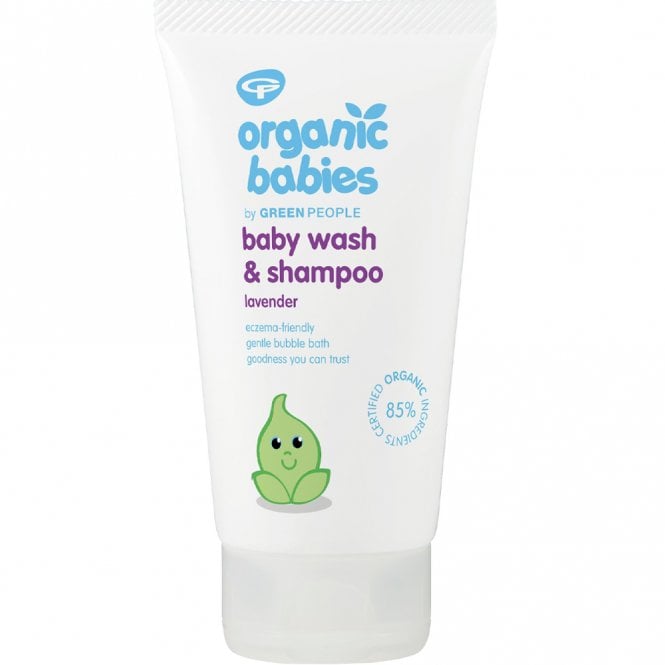 GP
organic
babies
by GREEN PEOPLE
baby wash
& shampoo
lavender
eczema-friendly
gentle bubble bath
goodness you can trust
CERTIFIED ORGANIC INGREDIENTS
85%